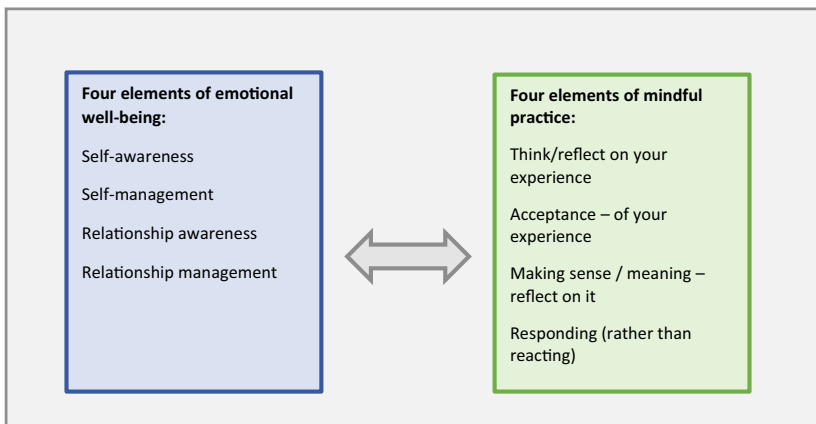 Four elements of emotional
well-being:
Self-awareness
Self-management
Relationship awareness
Relationship management
Four elements of mindful
practice:
Think/reflect on your
experience
Acceptance – of your
experience
Making sense / meaning –
reflect on it
Responding (rather than
reacting)